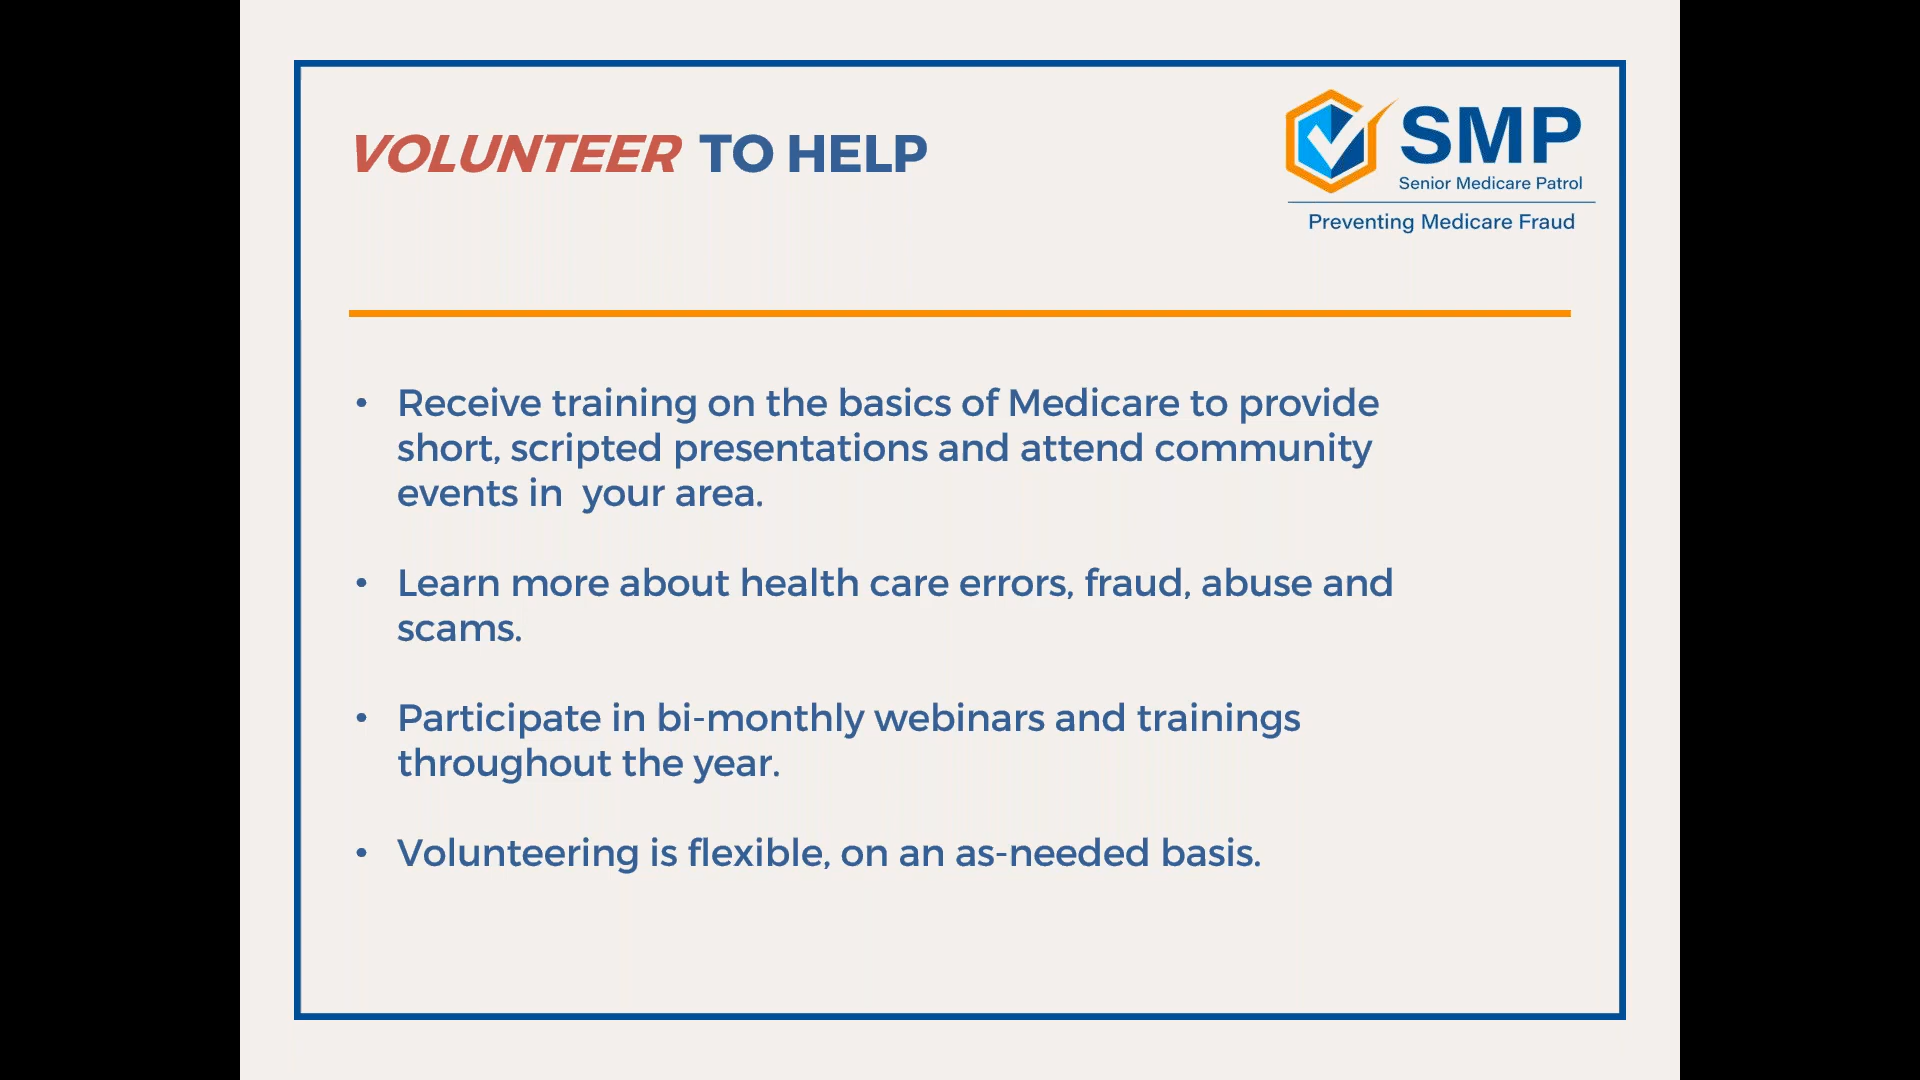 VOLUNTEER TO HELP
SMP
Senior Medicare Patrol
Preventing Medicare Fraud
• Receive training on the basics of Medicare to provide
short, scripted presentations and attend community
events in  your area.
• Learn more about health care errors, fraud, abuse and
scams.
• Participate in bi-monthly webinars and trainings
throughout the year.
• Volunteering is flexible, on an as-needed basis.